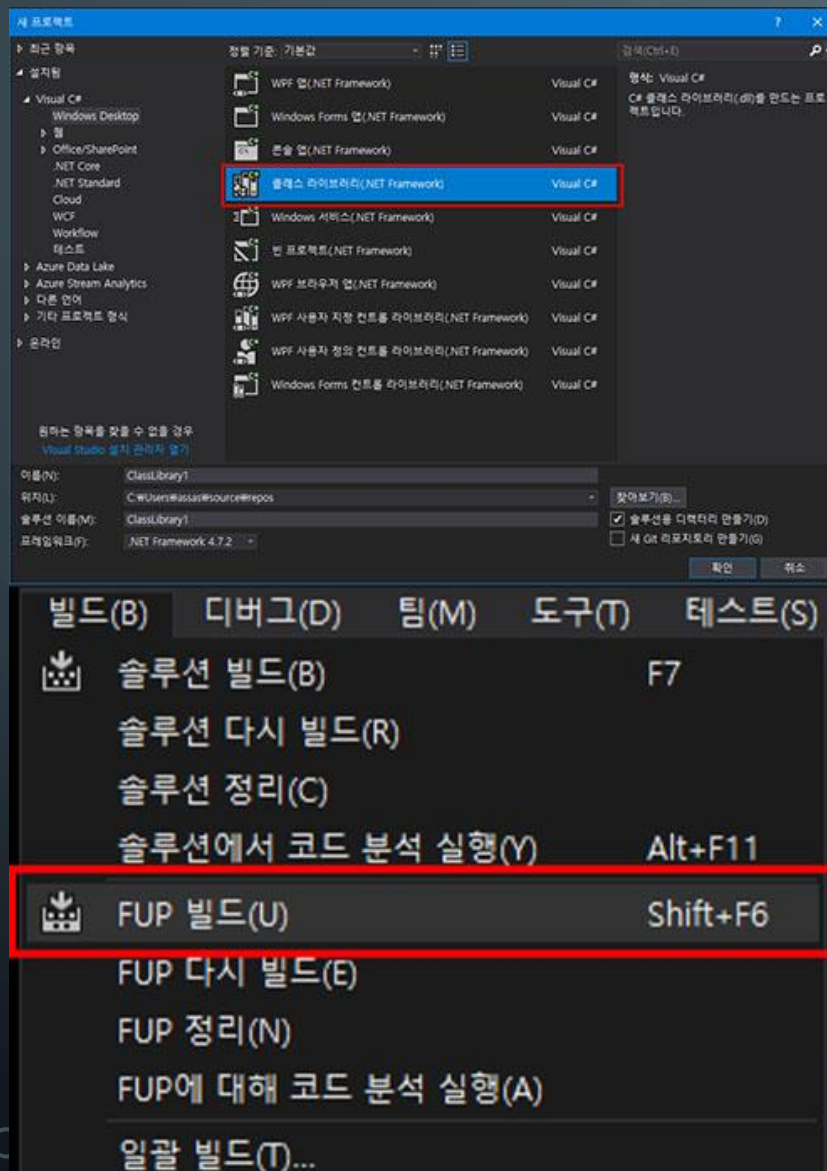 새 프로젝트
최근 항목
정렬 기준: 기본값
검색(Ctrl+E)
설치됨
Visual C#
Windows Desktop
웹
Office/SharePoint
.NET Core
.NET Standard
Cloud
WCF
Workflow
테스트
Azure Data Lake
Azure Stream Analytics
다른 언어
기타 프로젝트 형식
온라인
원하는 항목을 찾을 수 없을 경우
Visual Studio 설치 관리자 열기
WPF 앱(.NET Framework) Visual C#
Windows Forms 앱(.NET Framework) Visual C#
콘솔 앱(.NET Framework) Visual C#
클래스 라이브러리(.NET Framework) Visual C#
Windows 서비스(.NET Framework) Visual C#
빈 프로젝트(.NET Framework) Visual C#
WPF 브라우저 앱(.NET Framework) Visual C#
WPF 사용자 지정 컨트롤 라이브러리(.NET Framework) Visual C#
WPF 사용자 정의 컨트롤 라이브러리(.NET Framework) Visual C#
Windows Forms 컨트롤 라이브러리(.NET Framework) Visual C#
형식: Visual C#
C# 클래스 라이브러리(.dll)를 만드는 프로
젝트입니다.
이름(N): ClassLibrary1
위치(L): C:₩Users₩assas₩source₩repos 찾아보기(B)...
솔루션 이름(M): ClassLibrary1 솔루션용 디렉터리 만들기(D)
프레임워크(F): .NET Framework 4.7.2 새 Git 리포지토리 만들기(G)
확인 취소
빌드(B) 디버그(D) 팀(M) 도구(T) 테스트(S)
솔루션 빌드(B) F7
솔루션 다시 빌드(R)
솔루션 정리(C)
솔루션에서 코드 분석 실행(Y) Alt+F11
FUP 빌드(U) Shift+F6
FUP 다시 빌드(E)
FUP 정리(N)
FUP에 대해 코드 분석 실행(A)
일괄 빌드(T)...